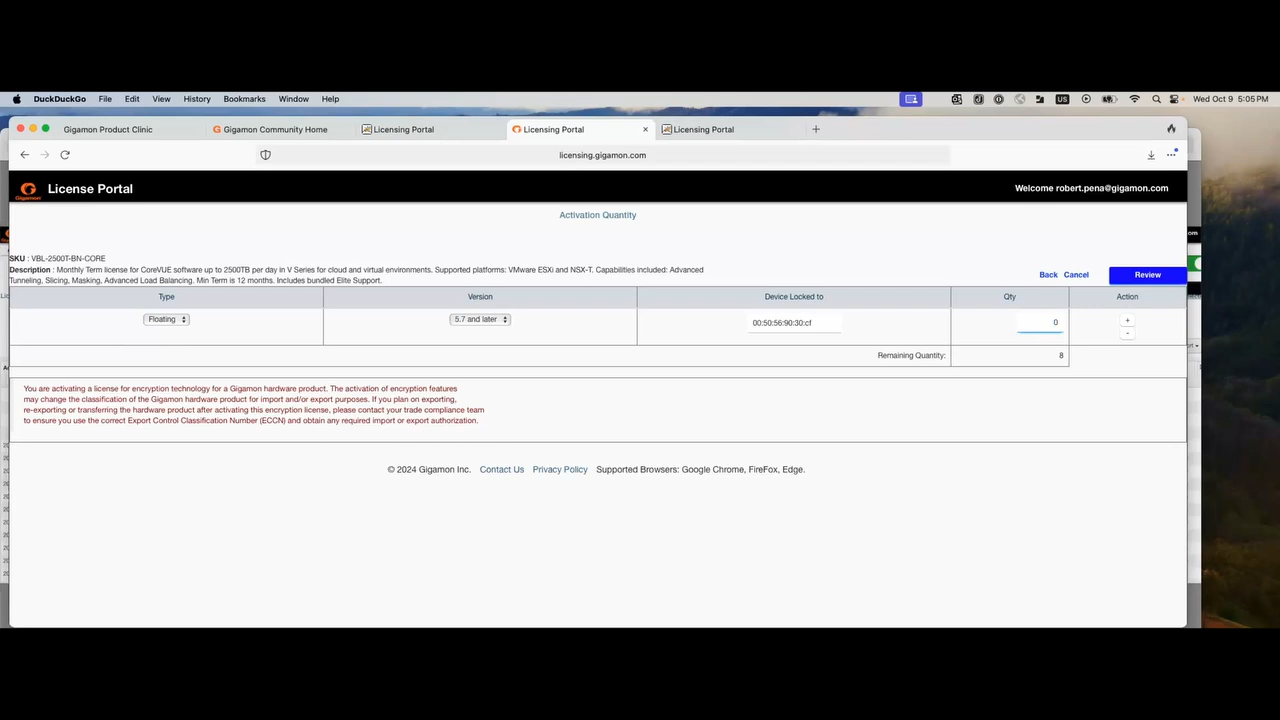 DuckDuckGo File Edit View History Bookmarks Window Help US Wed Oct 9 5:05 PM
Gigamon Product Clinic Gigamon Community Home Licensing Portal Licensing Portal × Licensing Portal +
licensing.gigamon.com
Gigamon License Portal Welcome robert.pena@gigamon.com
Activation Quantity
SKU : VBL-2500T-BN-CORE
Description : Monthly Term license for CoreVUE software up to 2500TB per day in V Series for cloud and virtual environments. Supported platforms: VMware ESXi and NSX-T. Capabilities included: Advanced
Tunneling, Slicing, Masking, Advanced Load Balancing. Min Term is 12 months. Includes bundled Elite Support.
Back Cancel Review
Type Version Device Locked to Qty Action
Floating 5.7 and later 00:50:56:90:30:cf 0 +
-
Remaining Quantity: 8
You are activating a license for encryption technology for a Gigamon hardware product. The activation of encryption features
may change the classification of the Gigamon hardware product for import and/or export purposes. If you plan on exporting,
re-exporting or transferring the hardware product after activating this encryption license, please contact your trade compliance team
to ensure you use the correct Export Control Classification Number (ECCN) and obtain any required import or export authorization.
© 2024 Gigamon Inc. Contact Us Privacy Policy Supported Browsers: Google Chrome, FireFox, Edge.